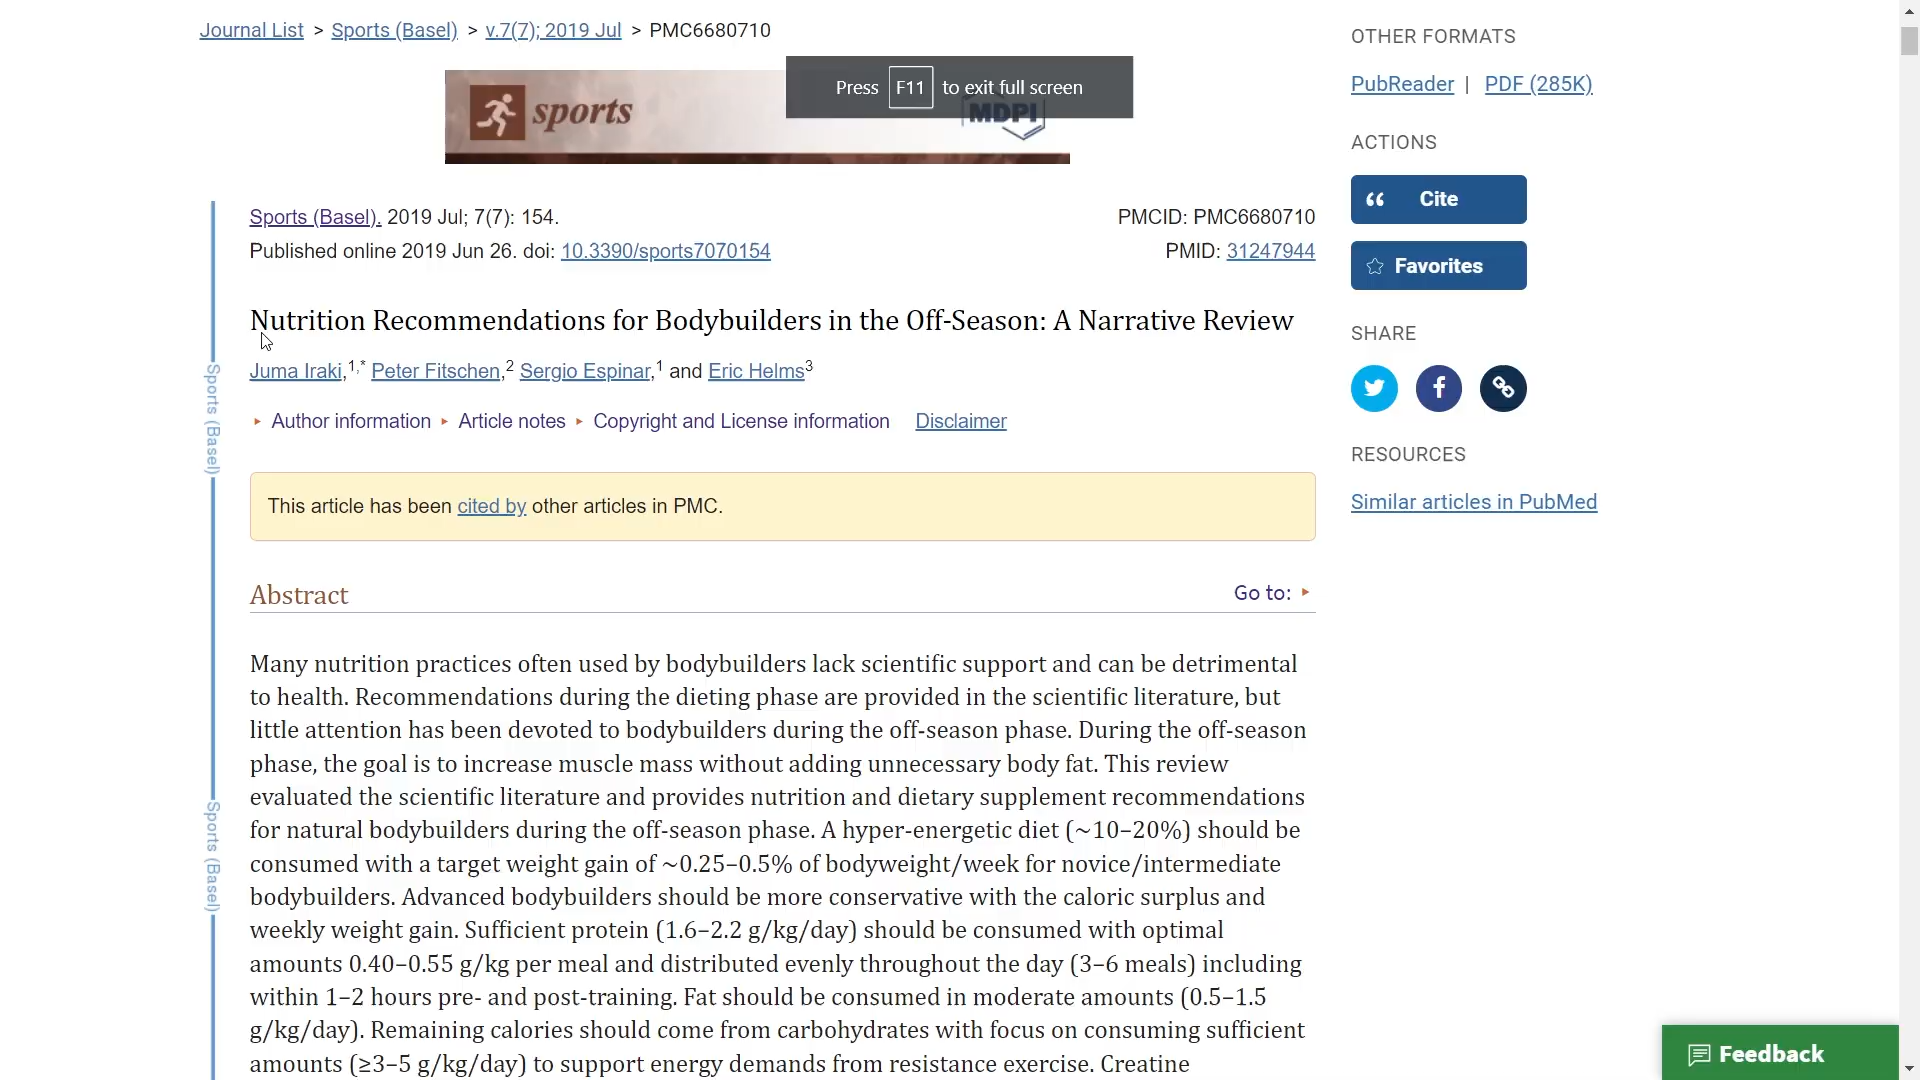 Journal List > Sports (Basel) > v.7(7); 2019 Jul > PMC6680710
sports
MDPI
Press F11 to exit full screen
Sports (Basel). 2019 Jul; 7(7): 154.
PMCID: PMC6680710
Published online 2019 Jun 26. doi: 10.3390/sports7070154
PMID: 31247944
Nutrition Recommendations for Bodybuilders in the Off-Season: A Narrative Review
Juma Iraki,1,* Peter Fitschen,2 Sergio Espinar,1 and Eric Helms3
Author information Article notes Copyright and License information Disclaimer
This article has been cited by other articles in PMC.
Abstract
Go to:
Many nutrition practices often used by bodybuilders lack scientific support and can be detrimental
to health. Recommendations during the dieting phase are provided in the scientific literature, but
little attention has been devoted to bodybuilders during the off-season phase. During the off-season
phase, the goal is to increase muscle mass without adding unnecessary body fat. This review
evaluated the scientific literature and provides nutrition and dietary supplement recommendations
for natural bodybuilders during the off-season phase. A hyper-energetic diet (~10–20%) should be
consumed with a target weight gain of ~0.25–0.5% of bodyweight/week for novice/intermediate
bodybuilders. Advanced bodybuilders should be more conservative with the caloric surplus and
weekly weight gain. Sufficient protein (1.6–2.2 g/kg/day) should be consumed with optimal
amounts 0.40–0.55 g/kg per meal and distributed evenly throughout the day (3–6 meals) including
within 1–2 hours pre- and post-training. Fat should be consumed in moderate amounts (0.5–1.5
g/kg/day). Remaining calories should come from carbohydrates with focus on consuming sufficient
amounts (≥3–5 g/kg/day) to support energy demands from resistance exercise. Creatine
Sports (Basel)
Sports (Basel)
OTHER FORMATS
PubReader | PDF (285K)
ACTIONS
Cite
Favorites
SHARE
RESOURCES
Similar articles in PubMed
Feedback